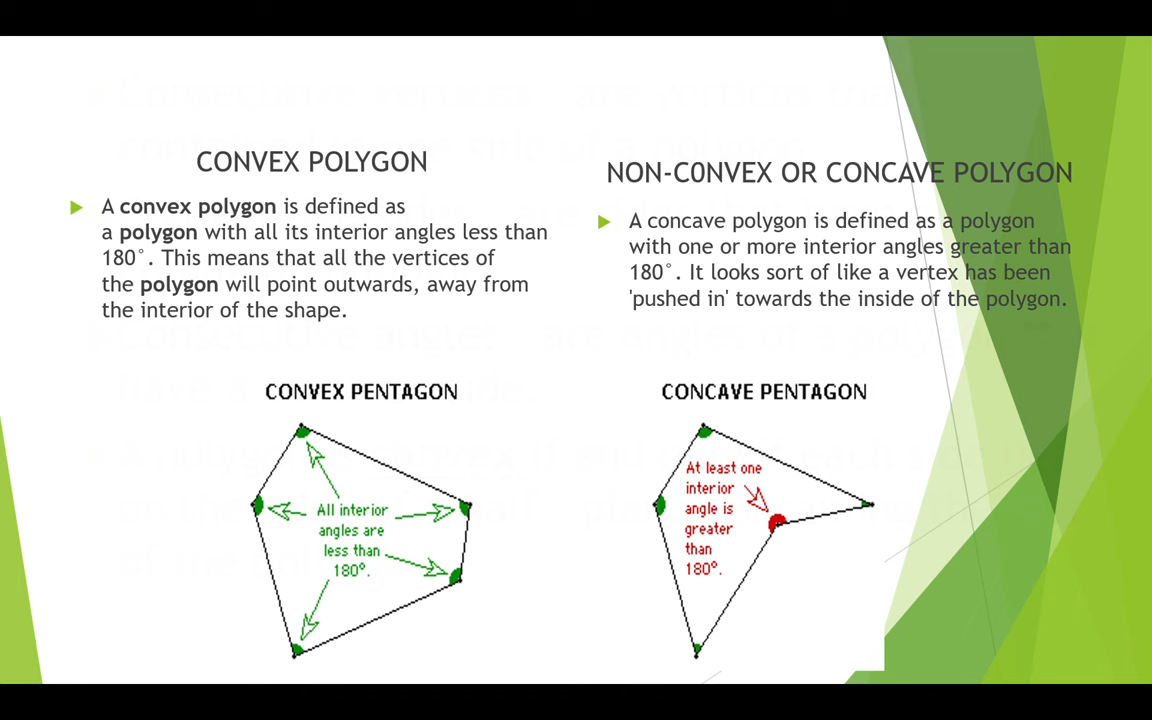 CONVEX POLYGON
A convex polygon is defined as
a polygon with all its interior angles less than
180°. This means that all the vertices of
the polygon will point outwards, away from
the interior of the shape.
CONVEX PENTAGON
All interior
angles are
less than
180º.
NON-C0NVEX OR CONCAVE POLYGON
A concave polygon is defined as a polygon
with one or more interior angles greater than
180°. It looks sort of like a vertex has been
'pushed in' towards the inside of the polygon.
CONCAVE PENTAGON
At least one
interior
angle is
greater
than
180º.